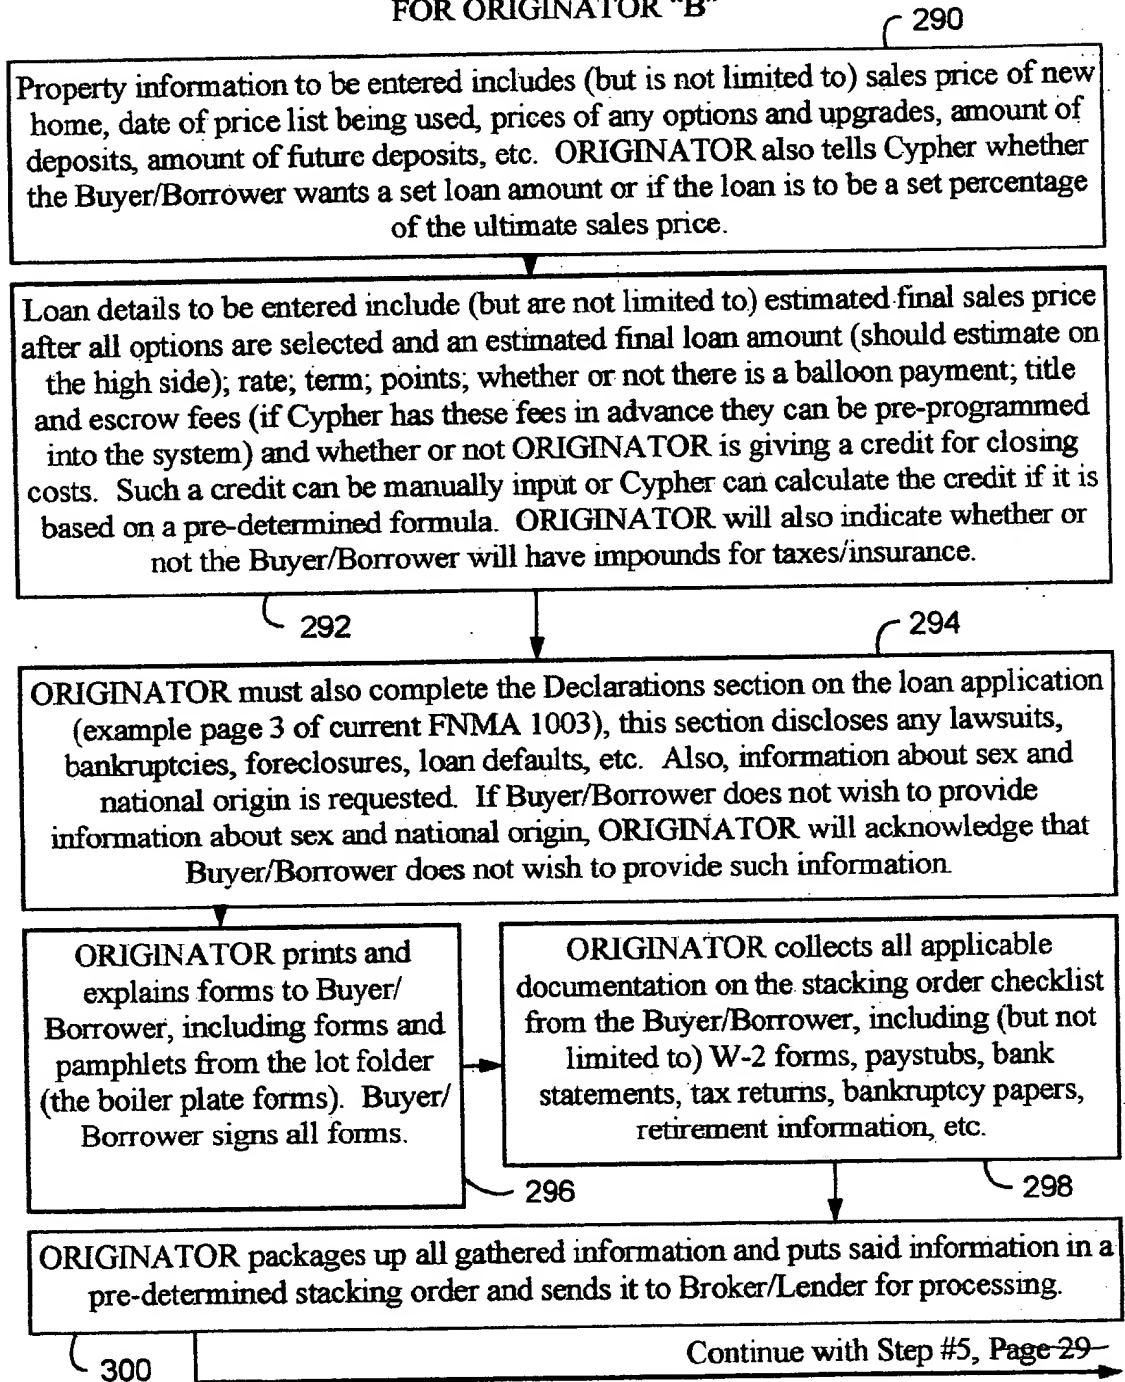 FOR ORIGINATOR "B"
290
Property information to be entered includes (but is not limited to) sales price of new
home, date of price list being used, prices of any options and upgrades, amount of
deposits, amount of future deposits, etc. ORIGINATOR also tells Cypher whether
the Buyer/Borrower wants a set loan amount or if the loan is to be a set percentage
of the ultimate sales price.
Loan details to be entered include (but are not limited to) estimated final sales price
after all options are selected and an estimated final loan amount (should estimate on
the high side); rate; term; points; whether or not there is a balloon payment; title
and escrow fees (if Cypher has these fees in advance they can be pre-programmed
into the system) and whether or not ORIGINATOR is giving a credit for closing
costs. Such a credit can be manually input or Cypher can calculate the credit if it is
based on a pre-determined formula. ORIGINATOR will also indicate whether or
not the Buyer/Borrower will have impounds for taxes/insurance.
292
294
ORIGINATOR must also complete the Declarations section on the loan application
(example page 3 of current FNMA 1003), this section discloses any lawsuits,
bankruptcies, foreclosures, loan defaults, etc. Also, information about sex and
national origin is requested. If Buyer/Borrower does not wish to provide
information about sex and national origin, ORIGINATOR will acknowledge that
Buyer/Borrower does not wish to provide such information.
ORIGINATOR prints and
explains forms to Buyer/
Borrower, including forms and
pamphlets from the lot folder
(the boiler plate forms). Buyer/
Borrower signs all forms.
296
ORIGINATOR collects all applicable
documentation on the stacking order checklist
from the Buyer/Borrower, including (but not
limited to) W-2 forms, paystubs, bank
statements, tax returns, bankruptcy papers,
retirement information, etc.
298
ORIGINATOR packages up all gathered information and puts said information in a
pre-determined stacking order and sends it to Broker/Lender for processing.
300
Continue with Step #5, Page 29